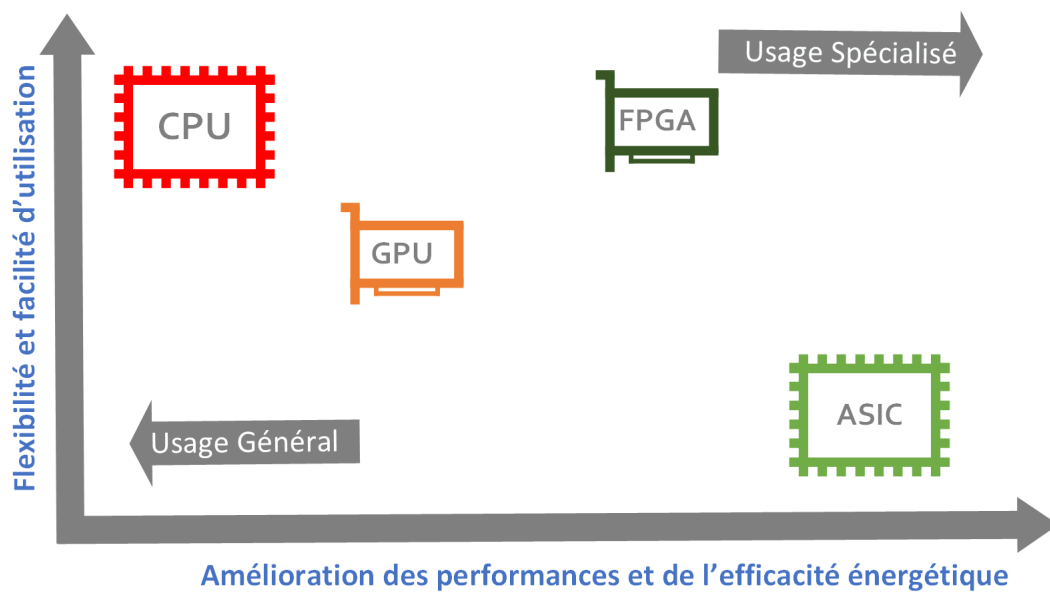 Usage Spécialisé
CPU
FPGA
Flexibilité et facilité d'utilisation
GPU
ASIC
Usage Général
Amélioration des performances et de l'efficacité énergétique